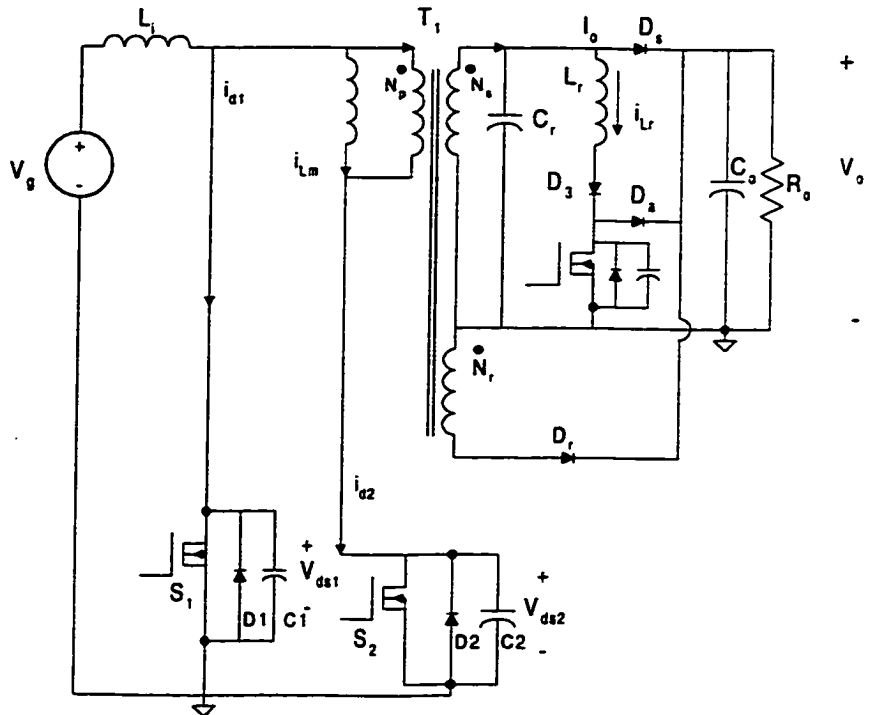 L_i
T_1
I_o
D_s
+
i_d1
N_p
N_s
L_r
i_Lr
C_r
V_g
+
-
i_Lm
D_3
D_a
C_o
R_o
V_o
-
N_r
D_r
i_d2
+
V_ds1
-
S_1
D1
C1
+
V_ds2
-
S_2
D2
C2